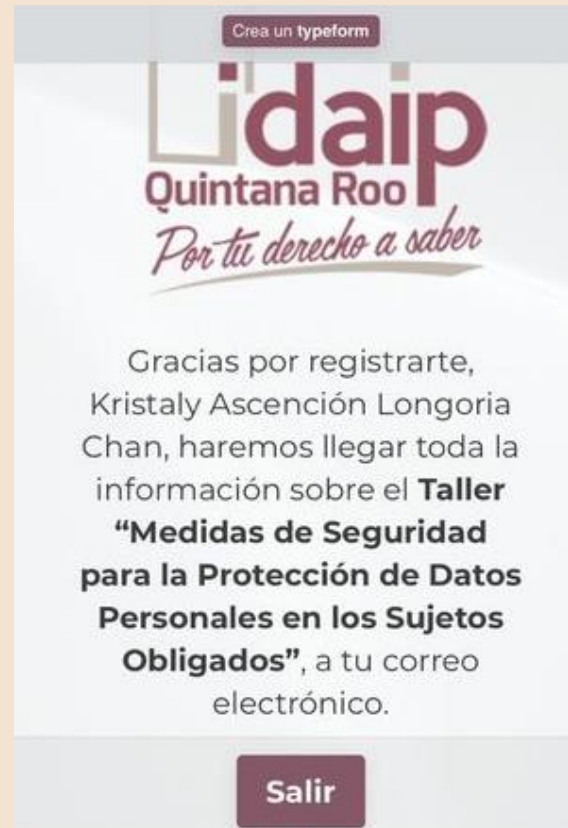 Crea un typeform
idaip
Quintana Roo
Por tu derecho a saber
Gracias por registrarte,
Kristaly Ascención Longoria
Chan, haremos llegar toda la
información sobre el Taller
“Medidas de Seguridad
para la Protección de Datos
Personales en los Sujetos
Obligados”, a tu correo
electrónico.
Salir